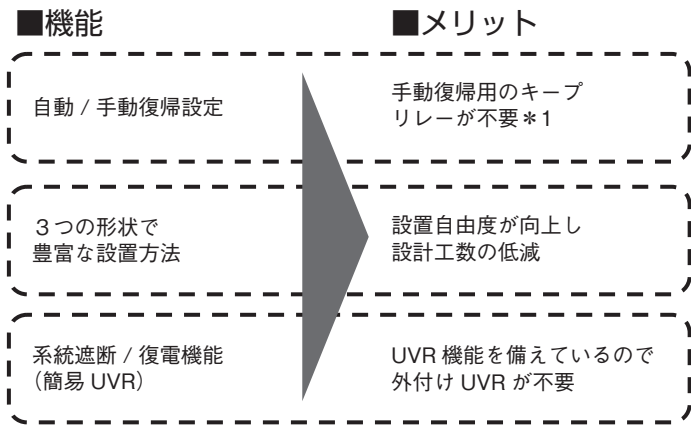 ■機能
■メリット
自動 / 手動復帰設定
手動復帰用のキープ
リレーが不要＊1
３つの形状で
豊富な設置方法
設置自由度が向上し
設計工数の低減
系統遮断 / 復電機能
（簡易 UVR）
UVR 機能を備えているので
外付け UVR が不要